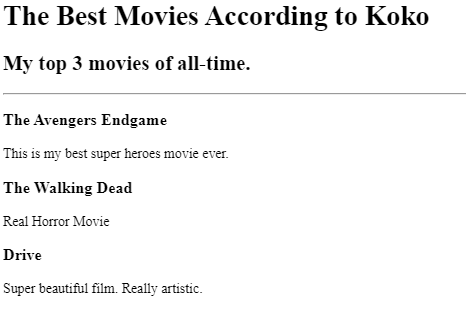 The Best Movies According to Koko
My top 3 movies of all-time.
The Avengers Endgame
This is my best super heroes movie ever.
The Walking Dead
Real Horror Movie
Drive
Super beautiful film. Really artistic.